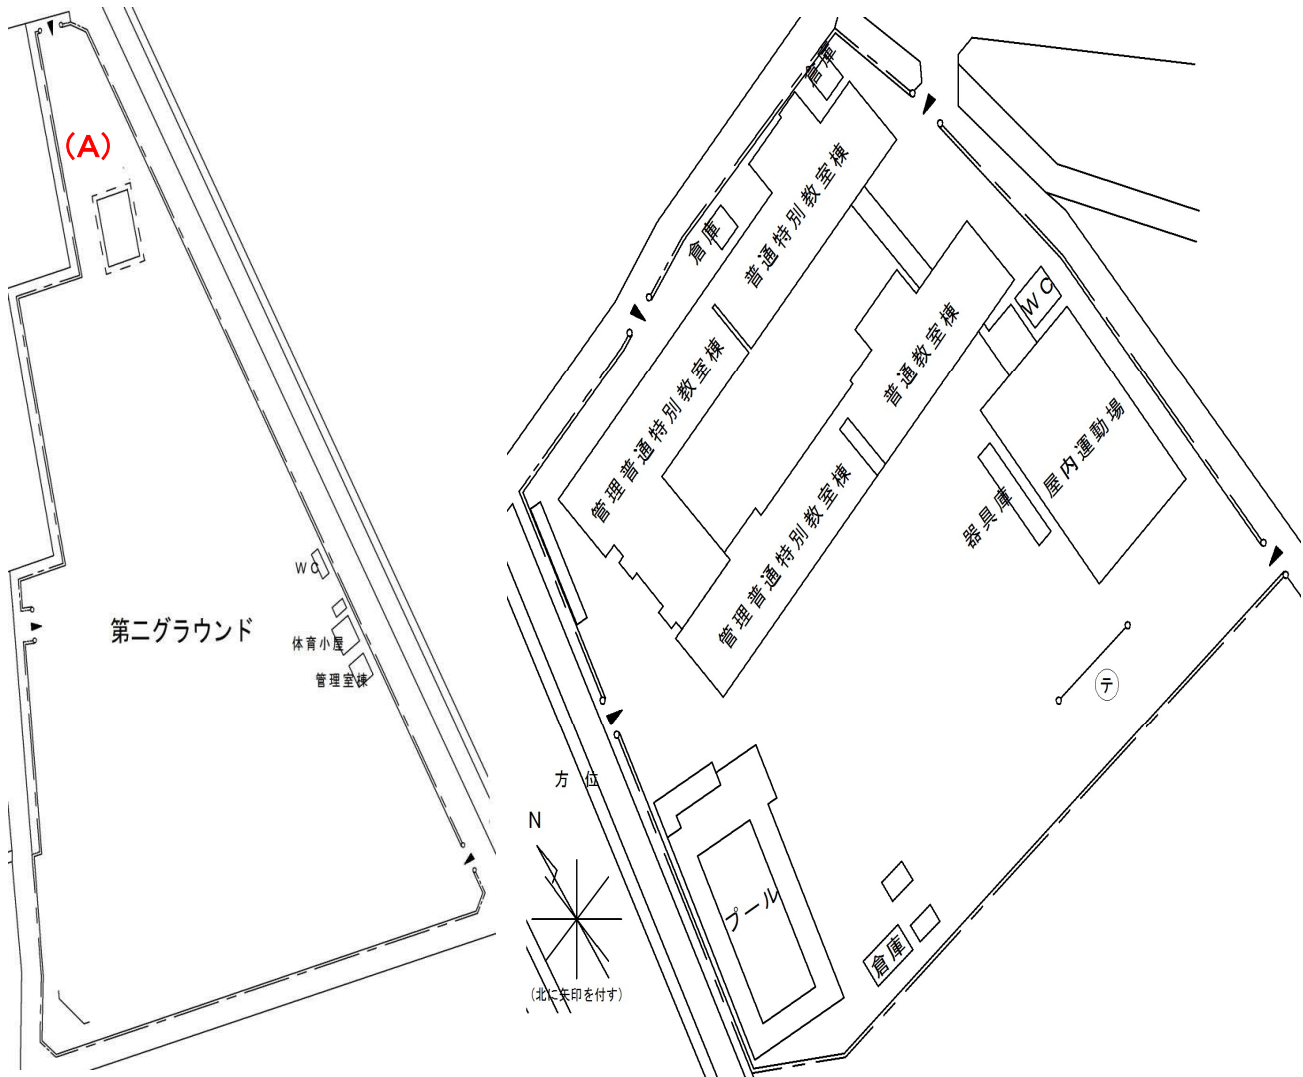 (A)
第二グラウンド
WC
体育小屋
管理室棟
倉庫
倉庫
普通特別教室棟
管理普通特別教室棟
普通教室棟
管理普通特別教室棟
WC
屋内運動場
器具庫
テ
プール
倉庫
方位
N
(北に矢印を付す)